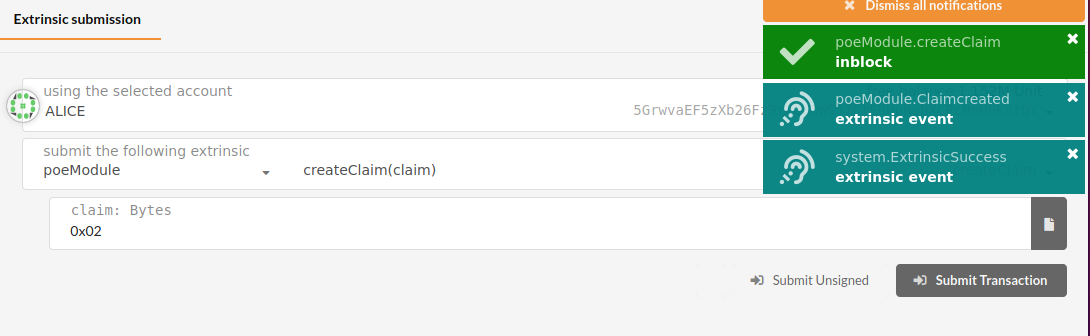 Extrinsic submission
Dismiss all notifications
poeModule.createClaim
inblock
poeModule.Claimcreated
extrinsic event
system.ExtrinsicSuccess
extrinsic event
using the selected account
ALICE
5GrwvaEF5zXb26F
submit the following extrinsic
poeModule
createClaim(claim)
claim: Bytes
0x02
Submit Unsigned
Submit Transaction